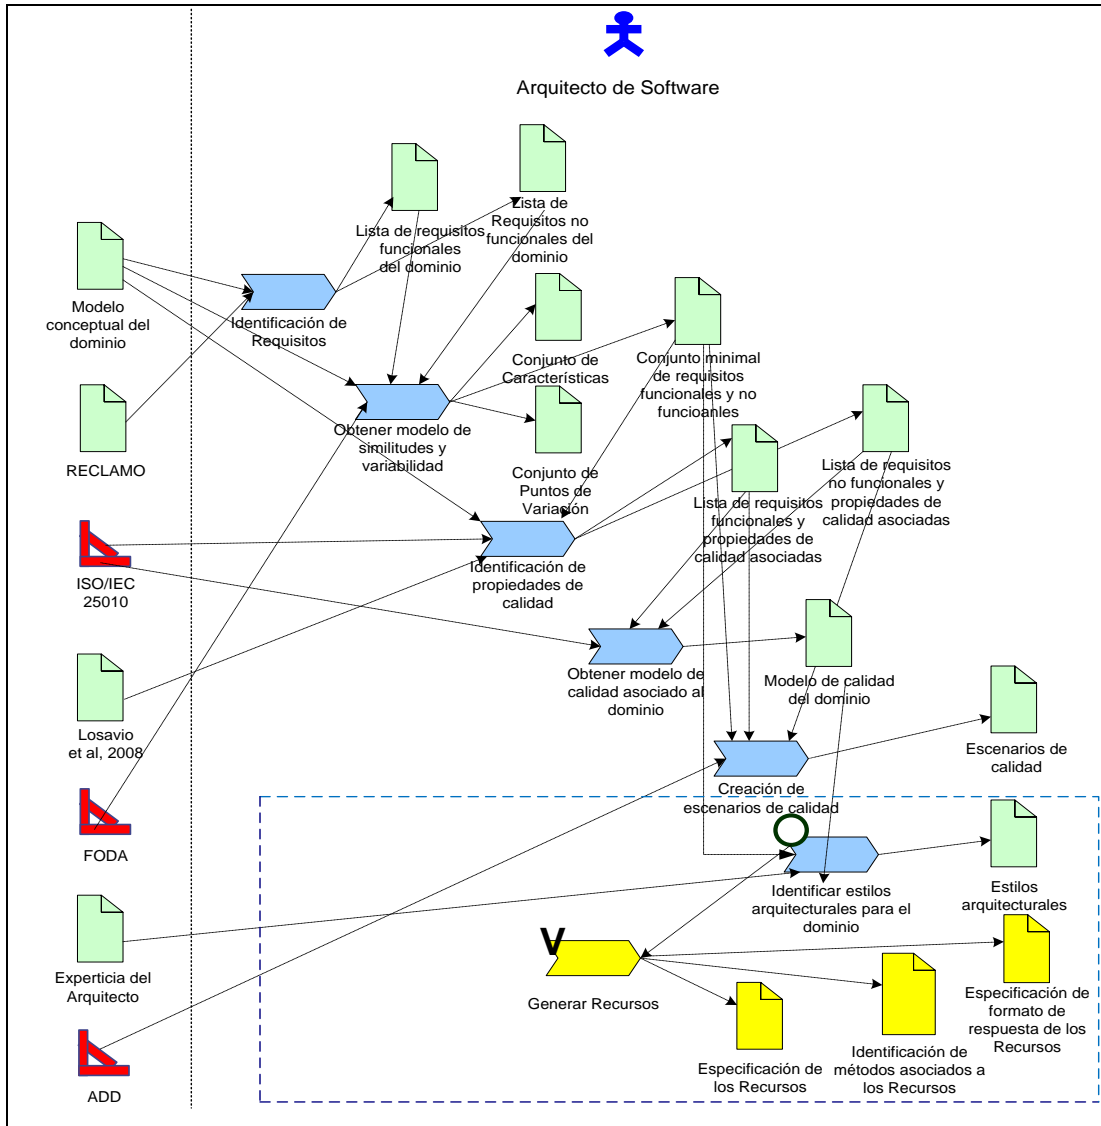 Arquitecto de Software
Lista de requisitos
funcionales
del dominio
Lista de
Requisitos no
funcionales del
dominio
Modelo
conceptual del
dominio
Identificación de
Requisitos
Conjunto de
Características
Conjunto minimal
de requisitos
funcionales y no
funcioanles
RECLAMO
Obtener modelo de
similitudes y
variabilidad
Conjunto de
Puntos de
Variación
Lista de requisitos
funcionales y
propiedades de
calidad asociadas
Lista de requisitos
no funcionales y
propiedades de
calidad asociadas
ISO/IEC
25010
Identificación de
propiedades de
calidad
Obtener modelo de
calidad asociado al
dominio
Modelo de calidad
del dominio
Losavio
et al, 2008
Escenarios de
calidad
Creación de
escenarios de calidad
FODA
Identificar estilos
arquitecturales para el
dominio
Estilos
arquitecturales
Experticia del
Arquitecto
V
Generar Recursos
Especificación de
formato de
respuesta de los
Recursos
Identificación de
métodos asociados a
los Recursos
Especificación de
los Recursos
ADD